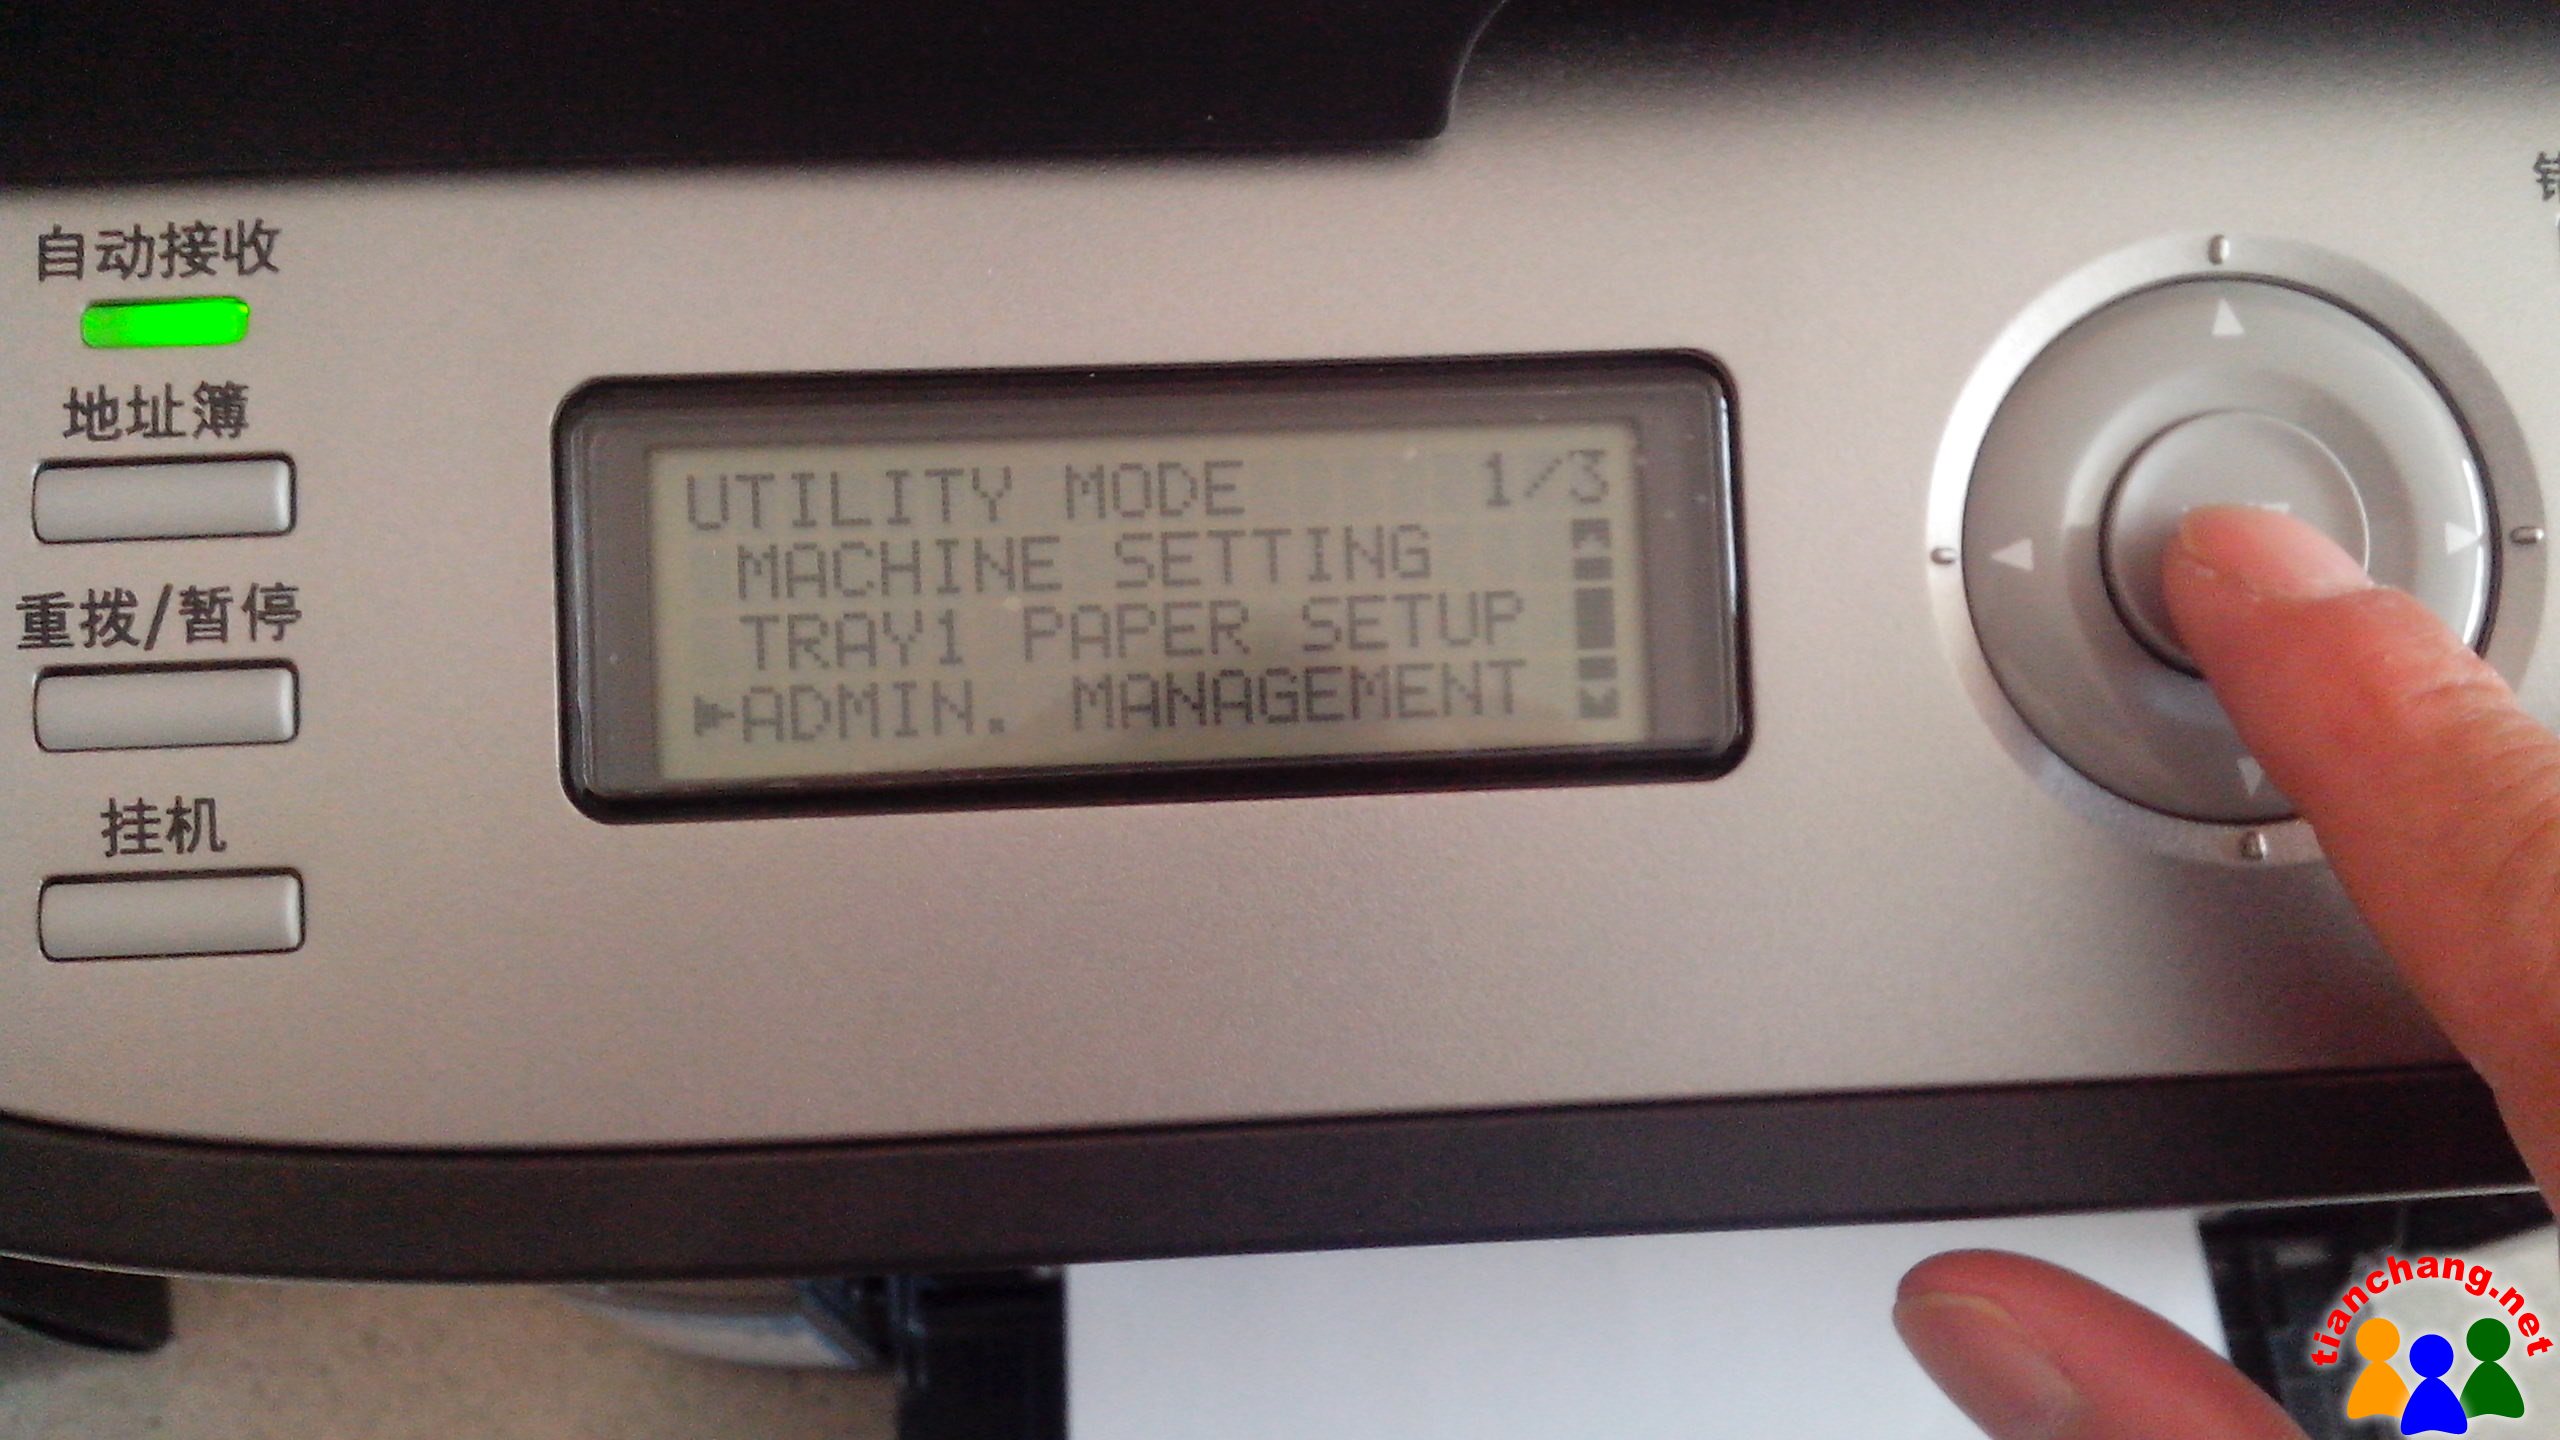 自动接收
地址簿
重拨/暂停
挂机
UTILITY MODE 1/3
MACHINE SETTING
TRAY1 PAPER SETUP
ADMIN. MANAGEMENT
tianchang.net